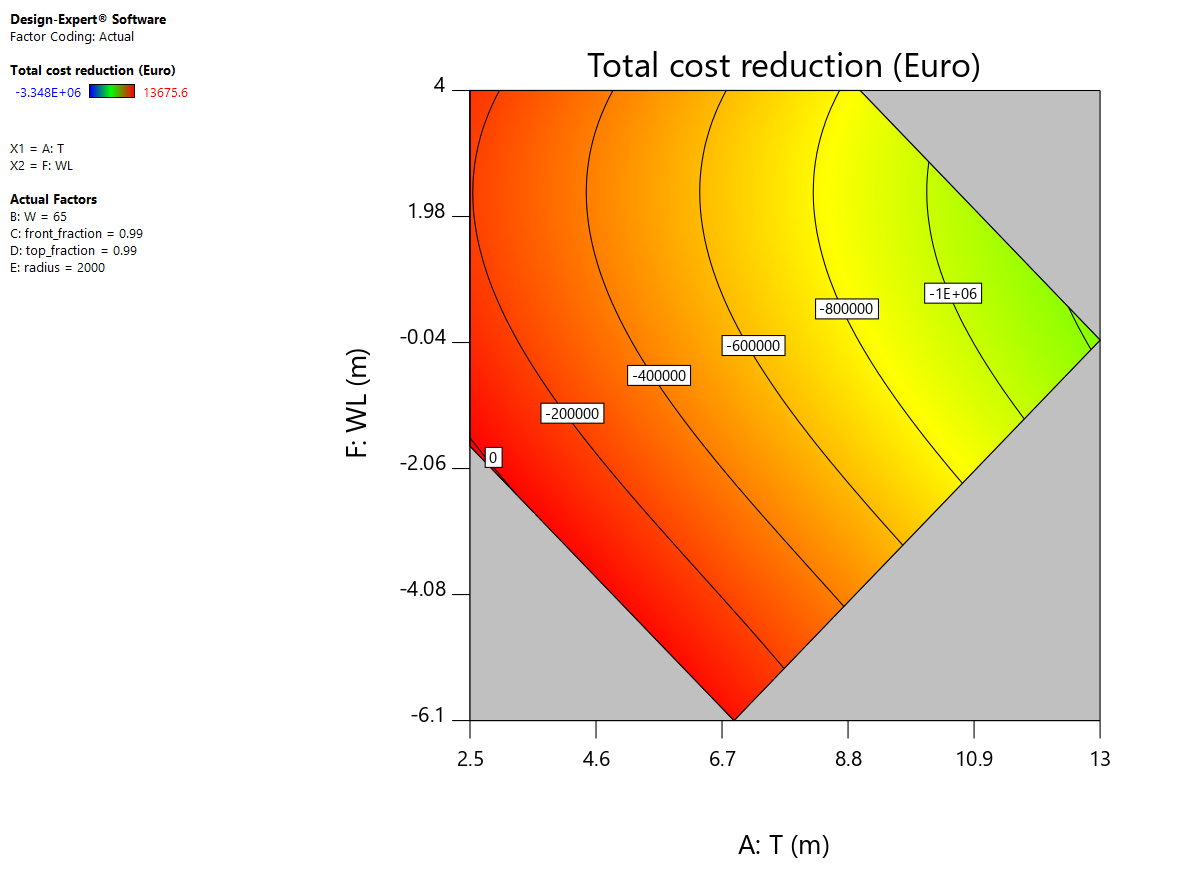 Design-Expert® Software
Factor Coding: Actual
Total cost reduction (Euro)
-3.348E+06 13675.6
X1 = A: T
X2 = F: WL
Actual Factors
B: W = 65
C: front_fraction = 0.99
D: top_fraction = 0.99
E: radius = 2000
Total cost reduction (Euro)
4
1.98
-0.04
-2.06
-4.08
-6.1
F: WL (m)
-1E+06
-800000
-600000
-400000
-200000
0
2.5 4.6 6.7 8.8 10.9 13
A: T (m)